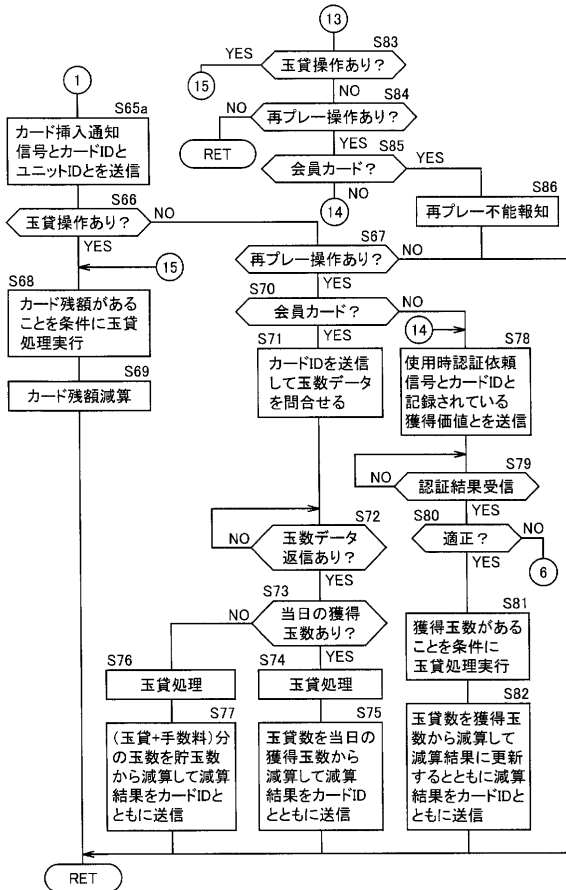 13
S83
YES
玉貸操作あり？
15
NO
S84
NO
再プレー操作あり？
RET
YES
S85
会員カード？
YES
NO
14
S86
再プレー不能報知
1
S65a
カード挿入通知
信号とカードIDと
ユニットIDとを送信
S66
玉貸操作あり？
NO
YES
15
S67
再プレー操作あり？
NO
YES
S68
カード残額がある
ことを条件に玉貸
処理実行
S69
カード残額減算
S70
会員カード？
NO
YES
14
S71
カードIDを送信
して玉数データ
を問合せる
S78
使用時認証依頼
信号とカードIDと
記録されている
獲得価値とを送信
S79
NO
認証結果受信
YES
S72
NO
玉数データ
返信あり？
YES
S80
適正？
NO
YES
6
S73
NO
当日の獲得
玉数あり？
YES
S81
獲得玉数がある
ことを条件に
玉貸処理実行
S76
玉貸処理
S74
玉貸処理
S77
（玉貸+手数料）分
の玉数を貯玉数
から減算して減算
結果をカードIDと
ともに送信
S75
玉貸数を当日の
獲得玉数から
減算して減算
結果をカードID
とともに送信
S82
玉貸数を獲得玉
数から減算して
減算結果に更新
するとともに減算
結果をカードIDと
ともに送信
RET